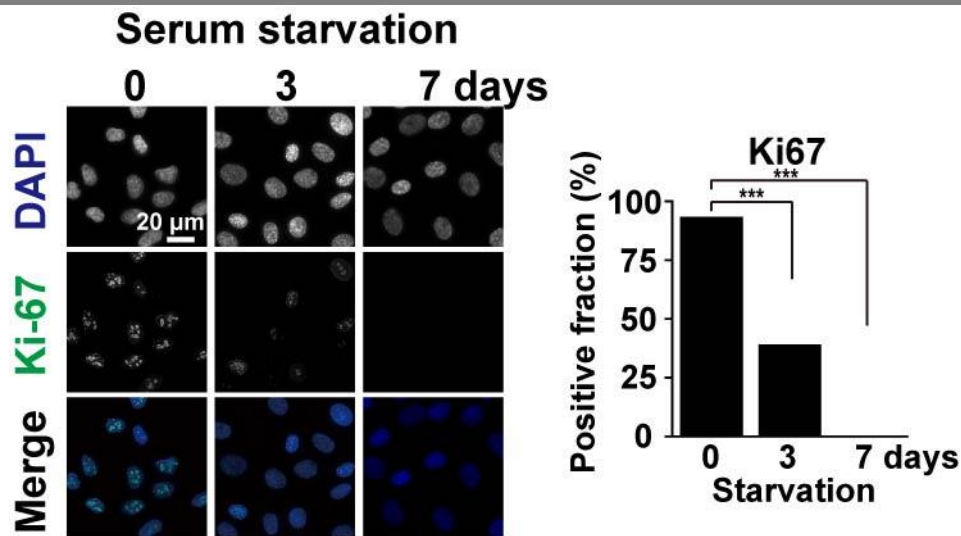 Serum starvation
0 3 7 days
DAPI
20 µm
Ki-67
Merge
Ki67
***
***
Positive fraction (%)
100
75
50
25
0
0 3 7 days
Starvation